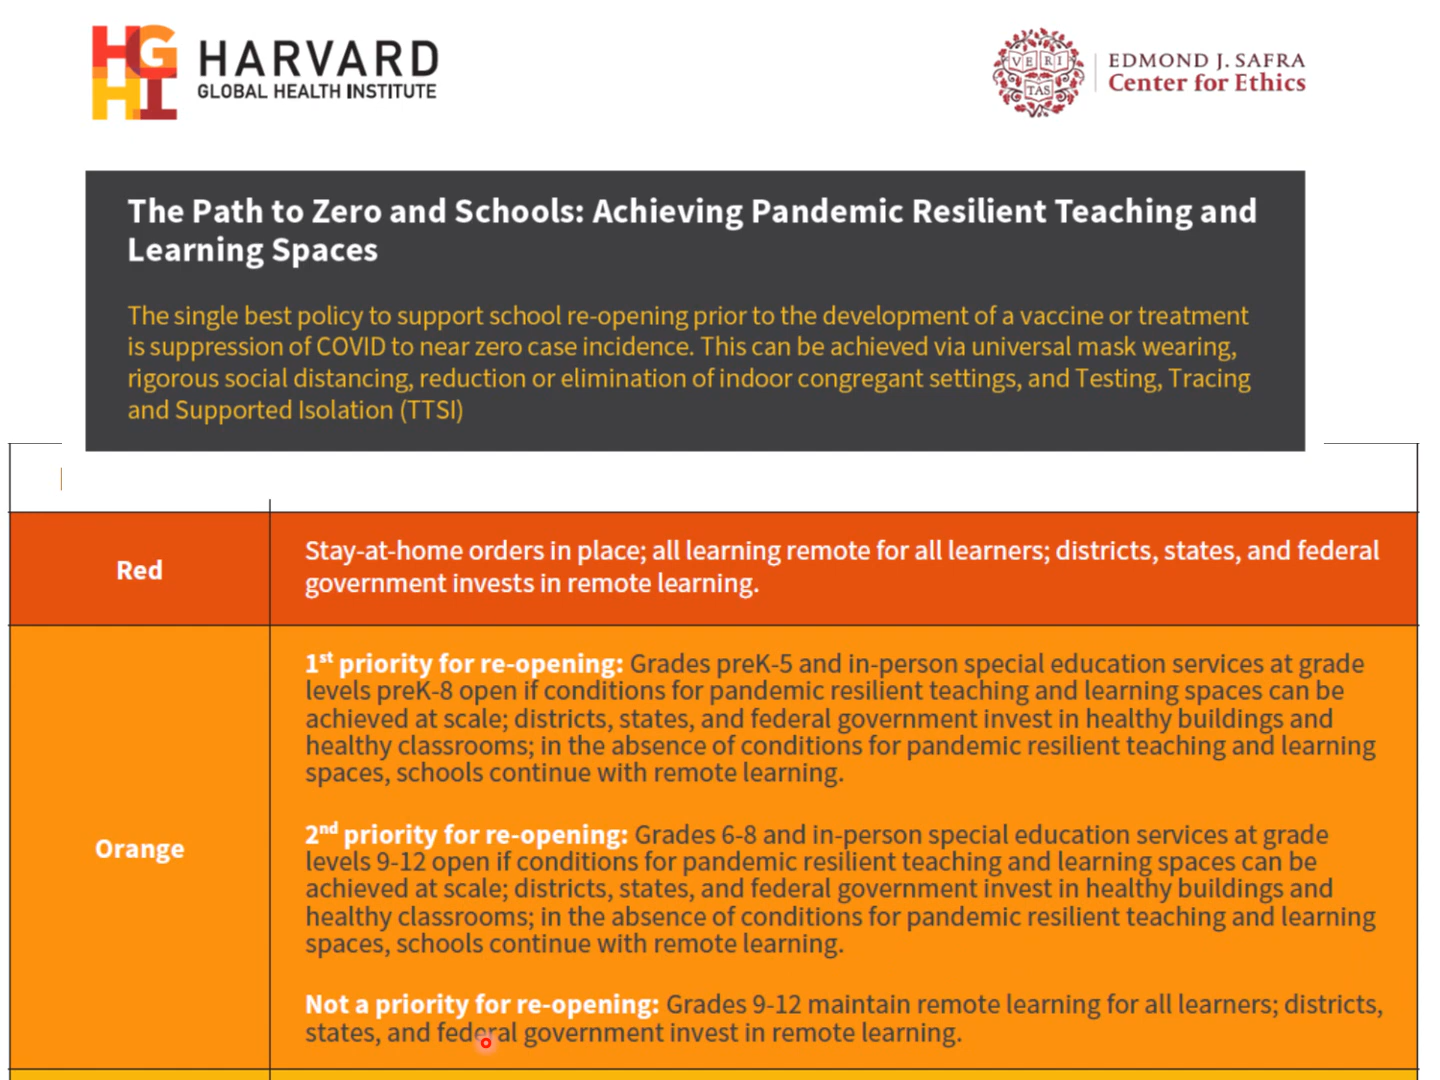 HGHI HARVARD
GLOBAL HEALTH INSTITUTE
VERI
TAS
EDMOND J. SAFRA
Center for Ethics
The Path to Zero and Schools: Achieving Pandemic Resilient Teaching and
Learning Spaces
The single best policy to support school re-opening prior to the development of a vaccine or treatment
is suppression of COVID to near zero case incidence. This can be achieved via universal mask wearing,
rigorous social distancing, reduction or elimination of indoor congregant settings, and Testing, Tracing
and Supported Isolation (TTSI)
Red
Stay-at-home orders in place; all learning remote for all learners; districts, states, and federal
government invests in remote learning.
Orange
1st priority for re-opening: Grades preK-5 and in-person special education services at grade
levels preK-8 open if conditions for pandemic resilient teaching and learning spaces can be
achieved at scale; districts, states, and federal government invest in healthy buildings and
healthy classrooms; in the absence of conditions for pandemic resilient teaching and learning
spaces, schools continue with remote learning.
2nd priority for re-opening: Grades 6-8 and in-person special education services at grade
levels 9-12 open if conditions for pandemic resilient teaching and learning spaces can be
achieved at scale; districts, states, and federal government invest in healthy buildings and
healthy classrooms; in the absence of conditions for pandemic resilient teaching and learning
spaces, schools continue with remote learning.
Not a priority for re-opening: Grades 9-12 maintain remote learning for all learners; districts,
states, and federal government invest in remote learning.